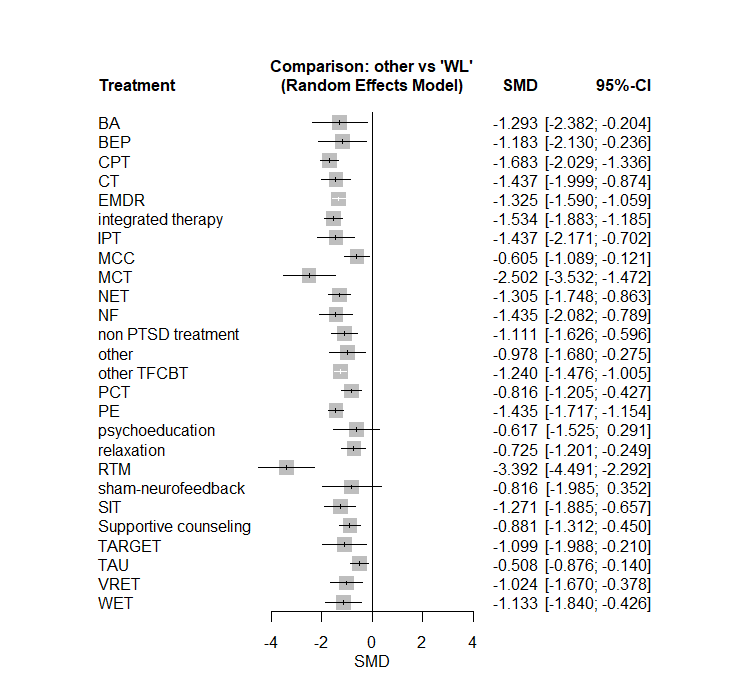 Comparison: other vs 'WL'
Treatment (Random Effects Model) SMD 95%-CI
BA -1.293 [-2.382; -0.204]
BEP -1.183 [-2.130; -0.236]
CPT -1.683 [-2.029; -1.336]
CT -1.437 [-1.999; -0.874]
EMDR -1.325 [-1.590; -1.059]
integrated therapy -1.534 [-1.883; -1.185]
IPT -1.437 [-2.171; -0.702]
MCC -0.605 [-1.089; -0.121]
MCT -2.502 [-3.532; -1.472]
NET -1.305 [-1.748; -0.863]
NF -1.435 [-2.082; -0.789]
non PTSD treatment -1.111 [-1.626; -0.596]
other -0.978 [-1.680; -0.275]
other TFCBT -1.240 [-1.476; -1.005]
PCT -0.816 [-1.205; -0.427]
PE -1.435 [-1.717; -1.154]
psychoeducation -0.617 [-1.525; 0.291]
relaxation -0.725 [-1.201; -0.249]
RTM -3.392 [-4.491; -2.292]
sham-neurofeedback -0.816 [-1.985; 0.352]
SIT -1.271 [-1.885; -0.657]
Supportive counseling -0.881 [-1.312; -0.450]
TARGET -1.099 [-1.988; -0.210]
TAU -0.508 [-0.876; -0.140]
VRET -1.024 [-1.670; -0.378]
WET -1.133 [-1.840; -0.426]
-4 -2 0 2 4
SMD